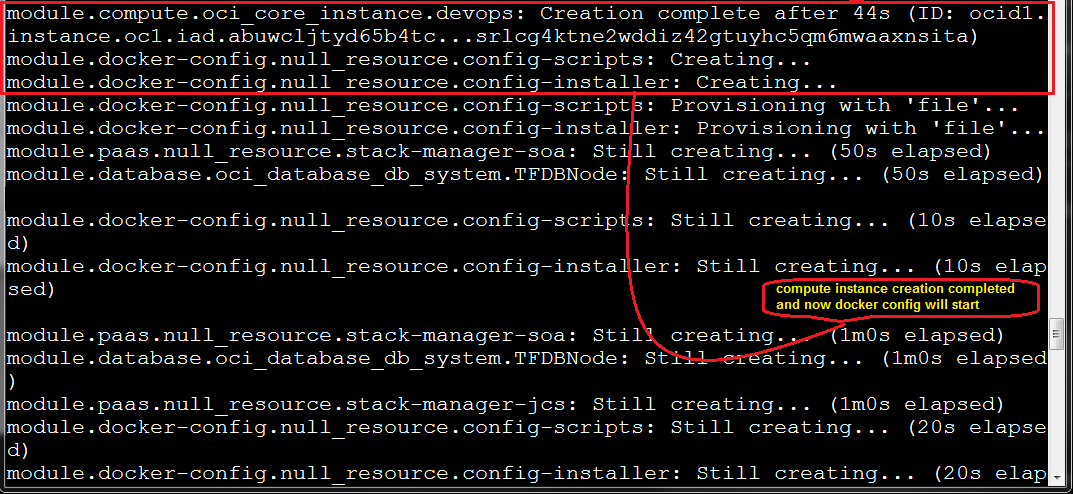 module.compute.oci_core_instance.devops: Creation complete after 44s (ID: ocid1.
instance.oc1.iad.abuwcljtyd65b4tc...srlcg4ktne2wddiz42gtuyhc5qm6mwaaxnsita)
module.docker-config.null_resource.config-scripts: Creating...
module.docker-config.null_resource.config-installer: Creating...
module.docker-config.null_resource.config-scripts: Provisioning with 'file'...
module.docker-config.null_resource.config-installer: Provisioning with 'file'...
module.paas.null_resource.stack-manager-soa: Still creating... (50s elapsed)
module.database.oci_database_db_system.TFDBNode: Still creating... (50s elapsed)
module.docker-config.null_resource.config-scripts: Still creating... (10s elapse
d)
module.docker-config.null_resource.config-installer: Still creating... (10s elap
sed)
compute instance creation completed
and now docker config will start
module.paas.null_resource.stack-manager-soa: Still creating... (1m0s elapsed)
module.database.oci_database_db_system.TFDBNode: Still creating... (1m0s elapsed
)
module.paas.null_resource.stack-manager-jcs: Still creating... (1m0s elapsed)
module.docker-config.null_resource.config-scripts: Still creating... (20s elapse
d)
module.docker-config.null_resource.config-installer: Still creating... (20s elap